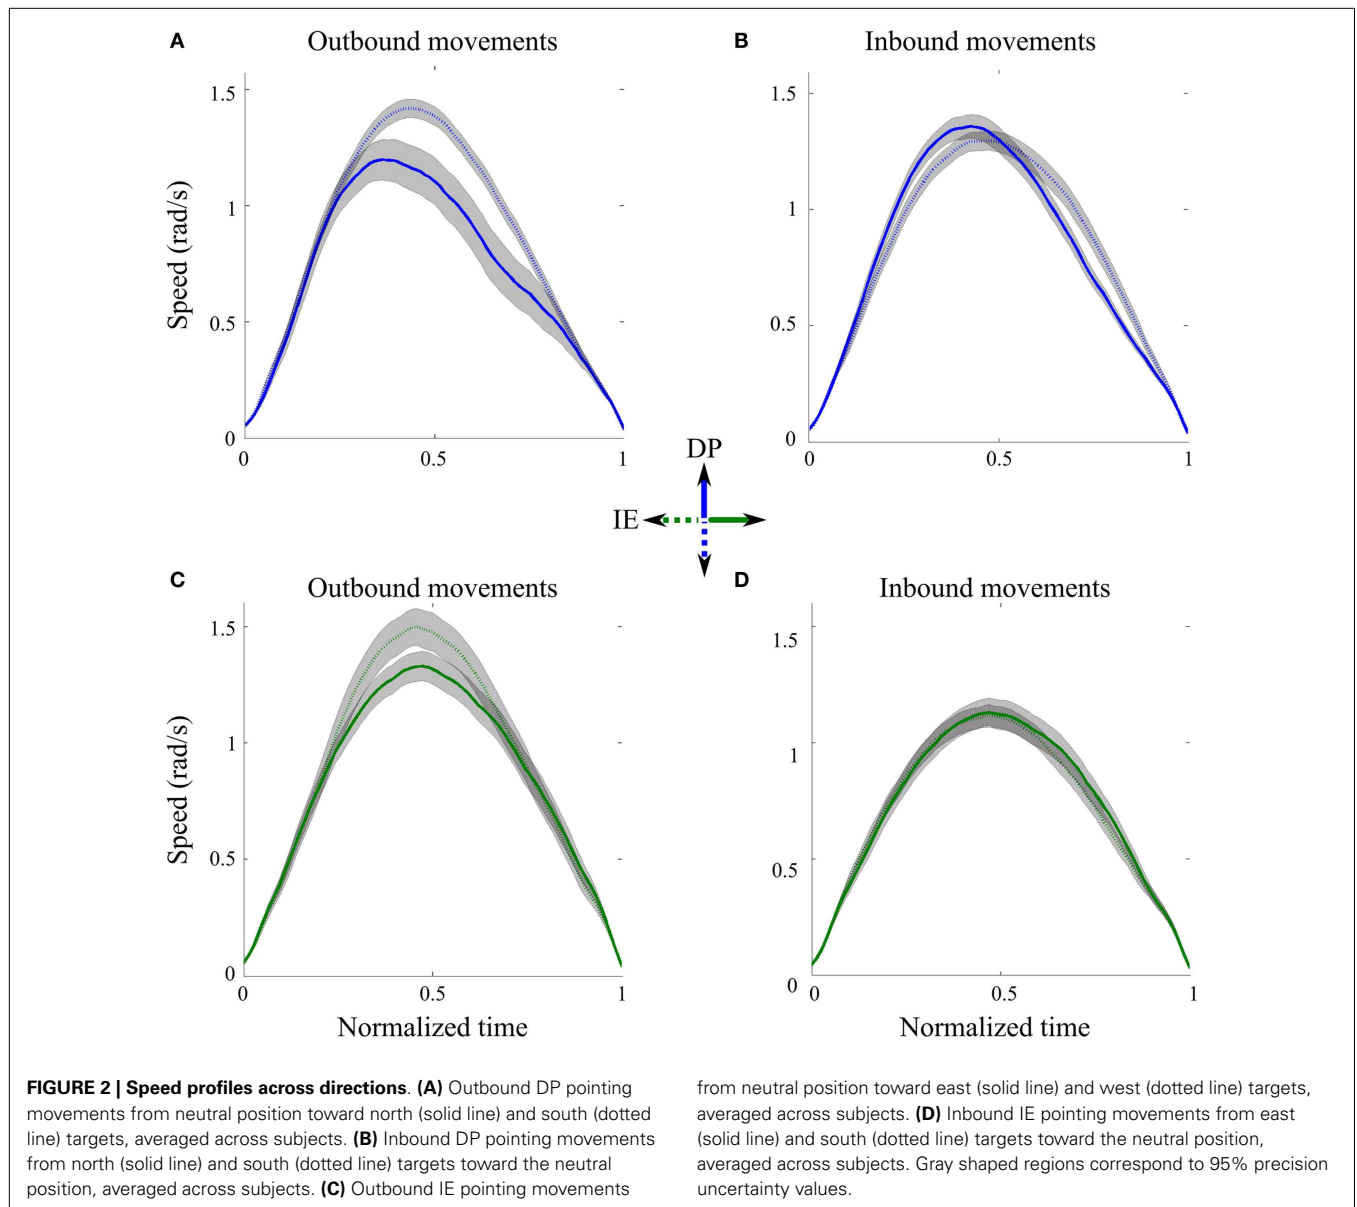 A
Outbound movements
B
Inbound movements
Speed (rad/s)
1.5
1
0.5
0
0
0.5
1
1.5
1
0.5
0
0
0.5
1
DP
IE
C
Outbound movements
D
Inbound movements
Speed (rad/s)
1.5
1
0.5
0
0
0.5
1
Normalized time
1.5
1
0.5
0
0
0.5
1
Normalized time
FIGURE 2 | Speed profiles across directions. (A) Outbound DP pointing
movements from neutral position toward north (solid line) and south (dotted
line) targets, averaged across subjects. (B) Inbound DP pointing movements
from north (solid line) and south (dotted line) targets toward the neutral
position, averaged across subjects. (C) Outbound IE pointing movements
from neutral position toward east (solid line) and west (dotted line) targets,
averaged across subjects. (D) Inbound IE pointing movements from east
(solid line) and south (dotted line) targets toward the neutral position,
averaged across subjects. Gray shaped regions correspond to 95% precision
uncertainty values.